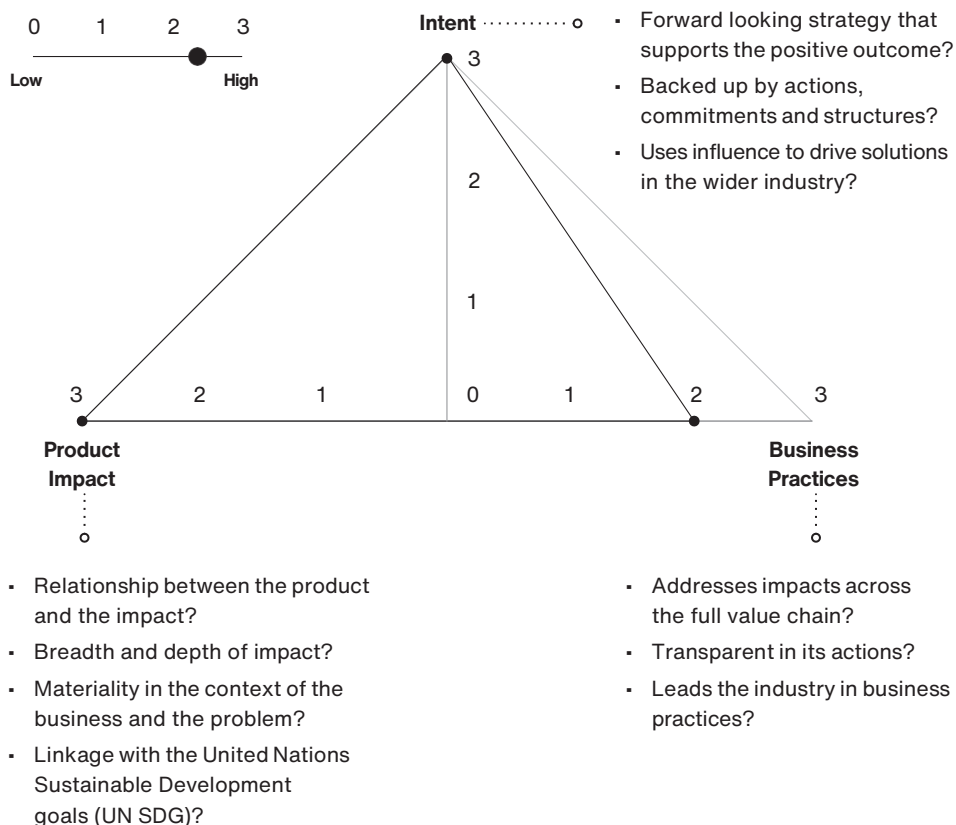 0 1 2 3
Low High
Intent
▪ Forward looking strategy that
supports the positive outcome?
▪ Backed up by actions,
commitments and structures?
▪ Uses influence to drive solutions
in the wider industry?
3
2
1
3 2 1 0 1 2 3
Product
Impact
Business
Practices
▪ Relationship between the product
and the impact?
▪ Breadth and depth of impact?
▪ Materiality in the context of the
business and the problem?
▪ Linkage with the United Nations
Sustainable Development
goals (UN SDG)?
▪ Addresses impacts across
the full value chain?
▪ Transparent in its actions?
▪ Leads the industry in business
practices?